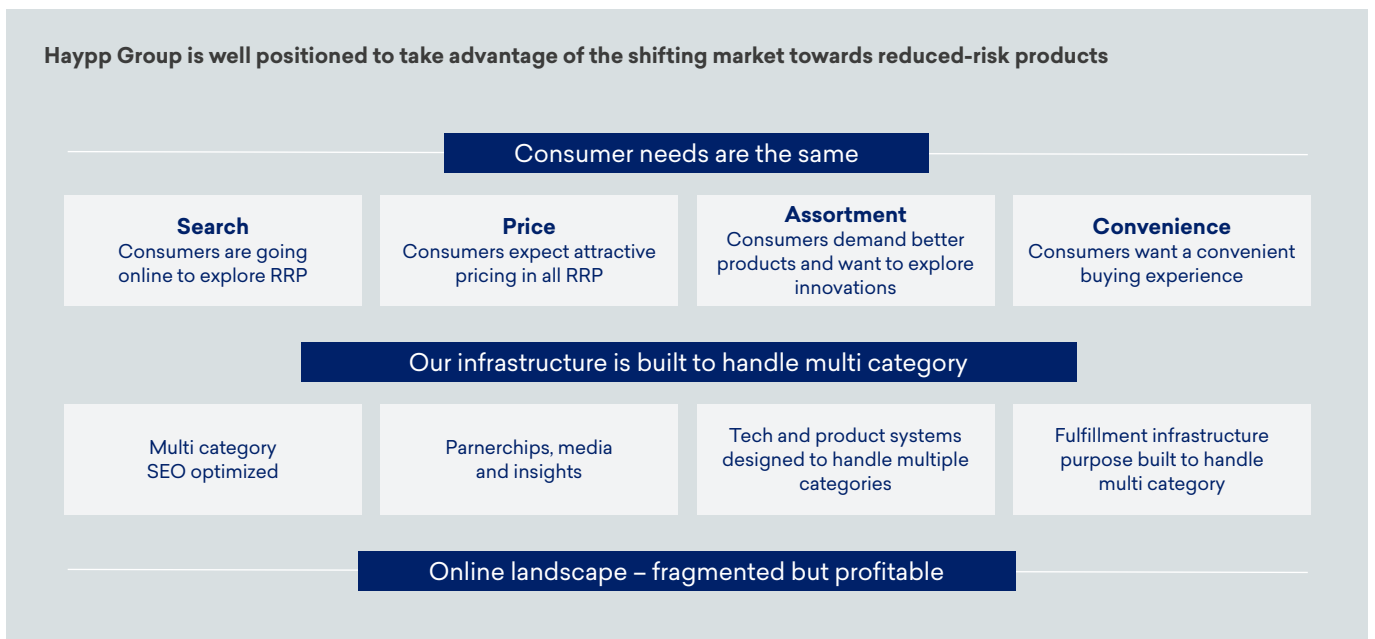 Haypp Group is well positioned to take advantage of the shifting market towards reduced-risk products
Consumer needs are the same
Search
Consumers are going
online to explore RRP
Price
Consumers expect attractive
pricing in all RRP
Assortment
Consumers demand better
products and want to explore
innovations
Convenience
Consumers want a convenient
buying experience
Our infrastructure is built to handle multi category
Multi category
SEO optimized
Parnerchips, media
and insights
Tech and product systems
designed to handle multiple
categories
Fulfillment infrastructure
purpose built to handle
multi category
Online landscape – fragmented but profitable